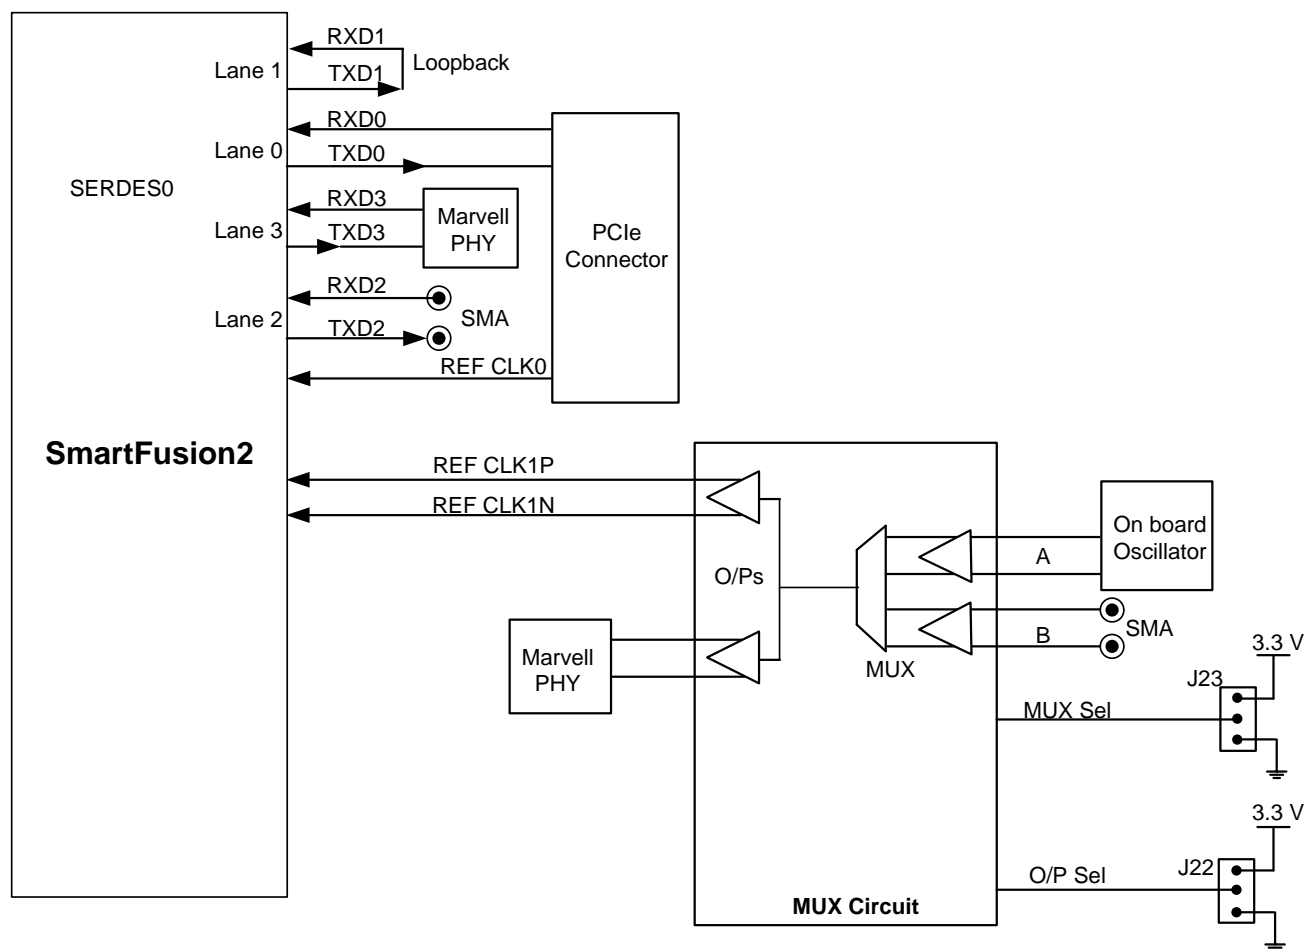 RXD1
Loopback
Lane 1
TXD1
RXD0
Lane 0
TXD0
SERDES0
RXD3
Marvell
PHY
Lane 3
TXD3
PCIe
Connector
RXD2
SMA
Lane 2
TXD2
REF CLK0
SmartFusion2
REF CLK1P
REF CLK1N
On board
Oscillator
A
O/Ps
SMA
B
MUX
Marvell
PHY
3.3 V
J23
MUX Sel
3.3 V
J22
O/P Sel
MUX Circuit